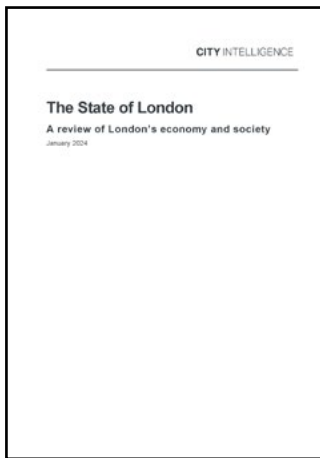 CITY INTELLIGENCE
The State of London
A review of London's economy and society
January 2024